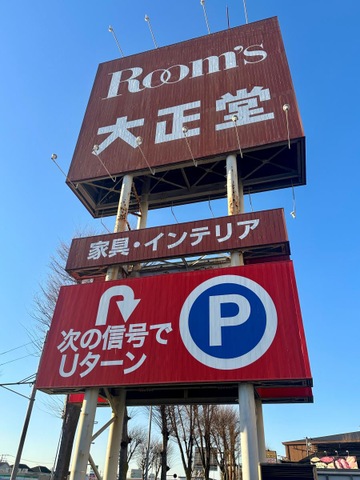 Room's
大正堂
家具・インテリア
次の信号で
Uターン
P